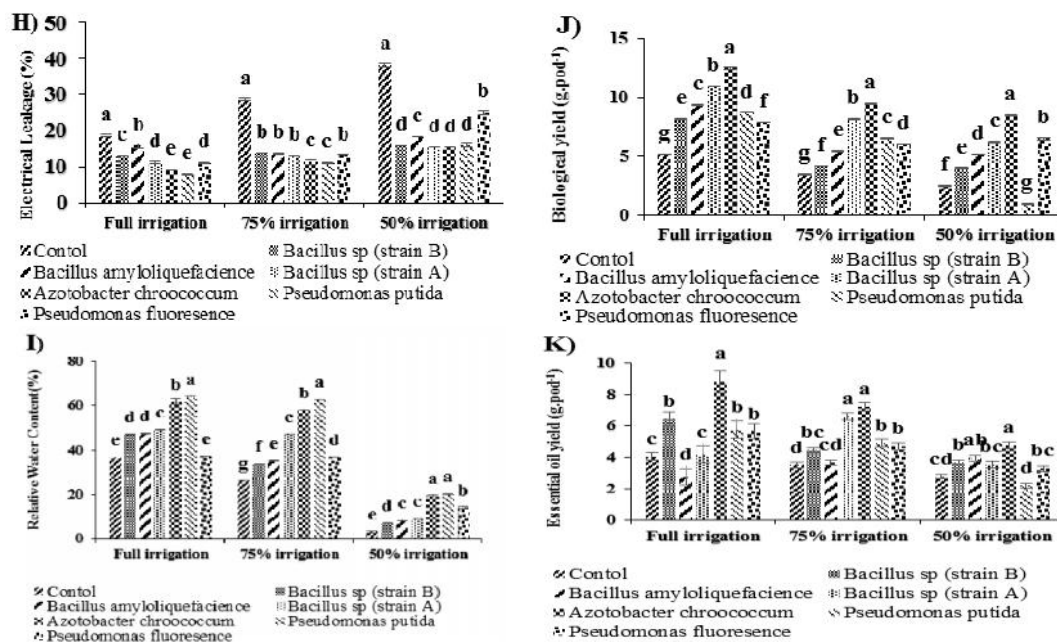 H)
Electrical Leakage (%)
50
40
30
20
10
0
a c b d e e d
a b b b c c b
a d c d d d b
Full irrigation 75% irrigation 50% irrigation
Contol Bacillus sp (strain B)
Bacillus amyloliquefacience Bacillus sp (strain A)
Azotobacter chroococcum Pseudomonas putida
Pseudomonas fluoresence
J)
Biological yield (g.pod-1)
15
10
5
0
g e c b a d f
g f e b a c d
f e d c a g b
Full irrigation 75% irrigation 50% irrigation
Contol Bacillus sp (strain B)
Bacillus amyloliquefacience Bacillus sp (strain A)
Azotobacter chroococcum Pseudomonas putida
Pseudomonas fluoresence
I)
Relative Water Content(%)
80
60
40
20
0
e d d c b a e
g f e c b a d
e d c c a a b
Full irrigation 75% irrigation 50% irrigation
Contol Bacillus sp (strain B)
Bacillus amyloliquefacience Bacillus sp (strain A)
Azotobacter chroococcum Pseudomonas putida
Pseudomonas fluoresence
K)
Essential oil yield (g.pod-1)
10
8
6
4
2
0
c b d c a b b
d bc d a a b b
cd b ab bc a d bc
Full irrigation 75% irrigation 50% irrigation
Contol Bacillus sp (strain B)
Bacillus amyloliquefacience Bacillus sp (strain A)
Azotobacter chroococcum Pseudomonas putida
Pseudomonas fluoresence